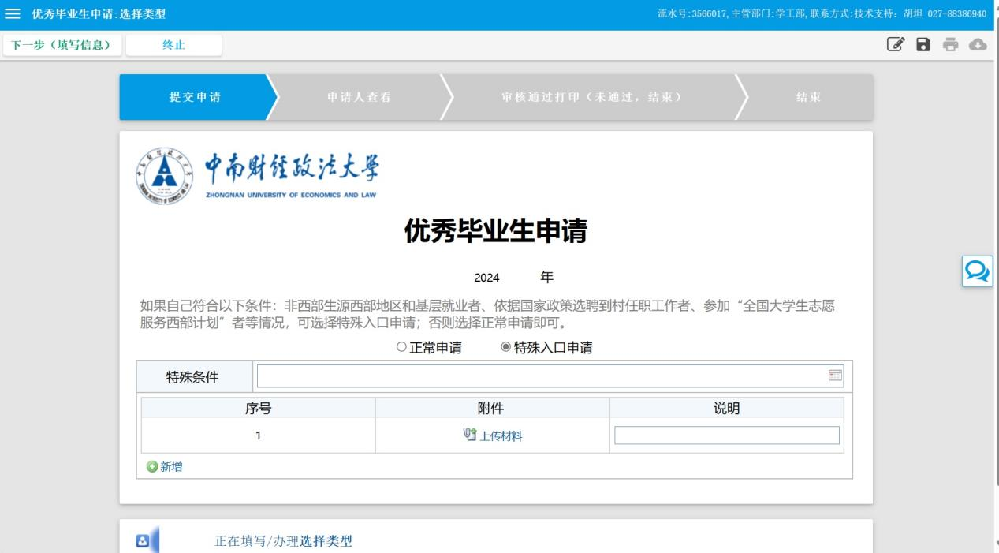 优秀毕业生申请:选择类型
流水号:3566017,主管部门:学工部,联系方式:技术支持: 胡坦 027-88386940
下一步（填写信息） 终止
提交申请 申请人查看 审核通过打印（未通过，结束） 结束
中南财经政法大学
ZHONGNAN UNIVERSITY OF ECONOMICS AND LAW
优秀毕业生申请
2024 年
如果自己符合以下条件：非西部生源西部地区和基层就业者、依据国家政策选聘到村任职工作者、参加“全国大学生志愿
服务西部计划”者等情况，可选择特殊入口申请；否则选择正常申请即可。
正常申请 特殊入口申请
特殊条件
序号 附件 说明
1 上传材料
新增
正在填写/办理选择类型